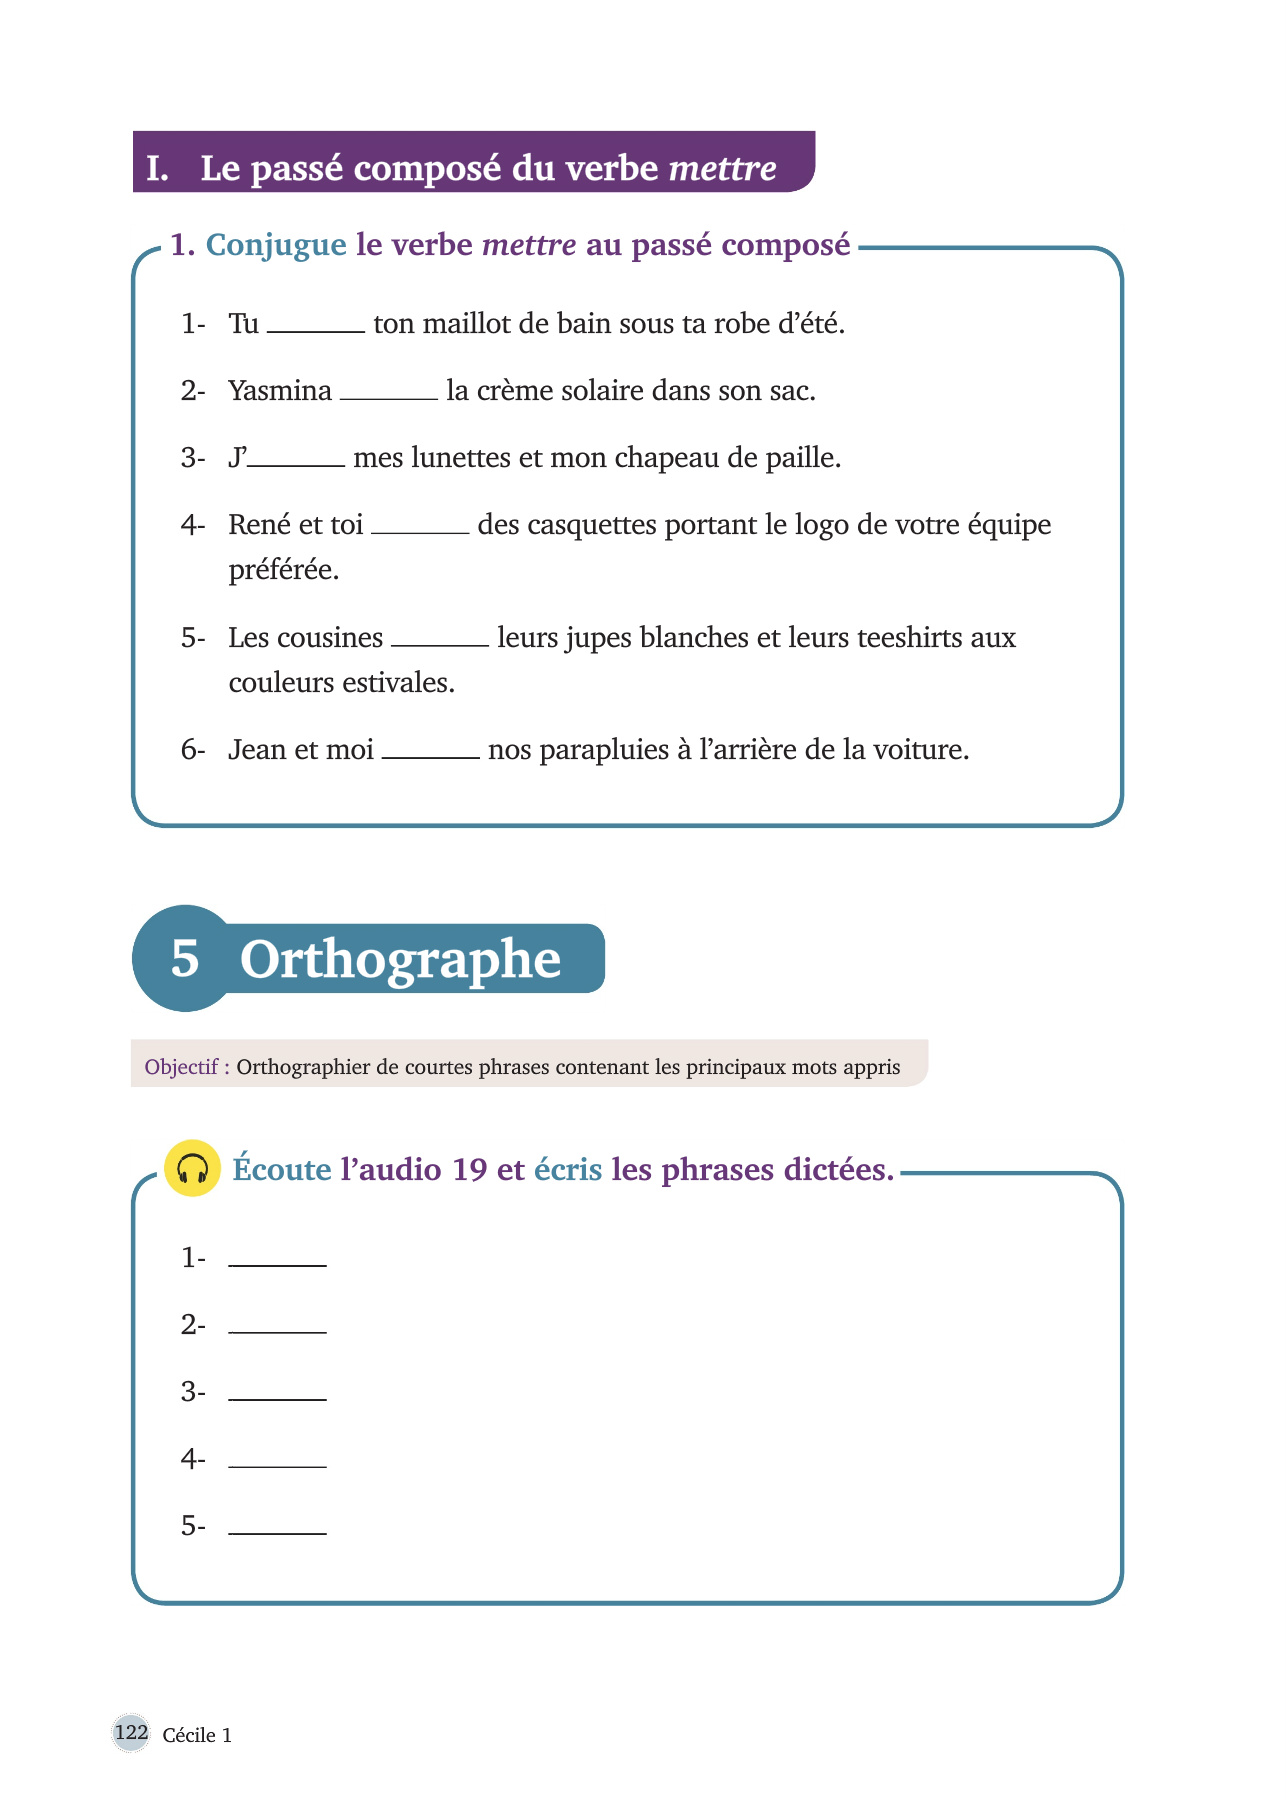 I. Le passé composé du verbe mettre
1. Conjugue le verbe mettre au passé composé
1- Tu _______ ton maillot de bain sous ta robe d’été.
2- Yasmina _______ la crème solaire dans son sac.
3- J’_______ mes lunettes et mon chapeau de paille.
4- René et toi _______ des casquettes portant le logo de votre équipe
préférée.
5- Les cousines _______ leurs jupes blanches et leurs teeshirts aux
couleurs estivales.
6- Jean et moi _______ nos parapluies à l’arrière de la voiture.
5 Orthographe
Objectif : Orthographier de courtes phrases contenant les principaux mots appris
Écoute l’audio 19 et écris les phrases dictées.
1- _______
2- _______
3- _______
4- _______
5- _______
122 Cécile 1